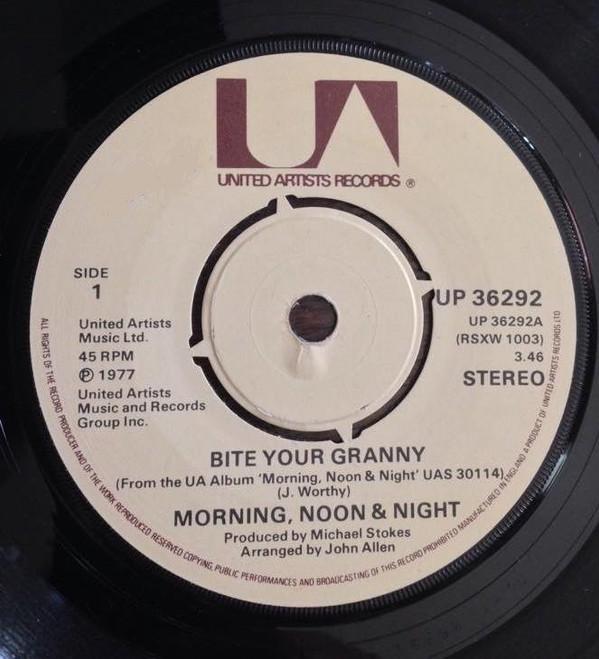 UA
UNITED ARTISTS RECORDS ®
SIDE
1
United Artists
Music Ltd.
45 RPM
Ⓟ 1977
United Artists
Music and Records
Group Inc.
UP 36292
UP 36292A
(RSXW 1003)
3.46
STEREO
BITE YOUR GRANNY
(From the UA Album 'Morning, Noon & Night' UAS 30114)
(J. Worthy)
MORNING, NOON & NIGHT
Produced by Michael Stokes
Arranged by John Allen
ALL RIGHTS OF THE RECORD PRODUCER AND OF THE WORK REPRODUCED RESERVED COPYING, PUBLIC PERFORMANCES AND BROADCASTING OF THIS RECORD PROHIBITED MANUFACTURED IN ENGLAND A PRODUCT OF UNITED ARTISTS RECORDS LTD